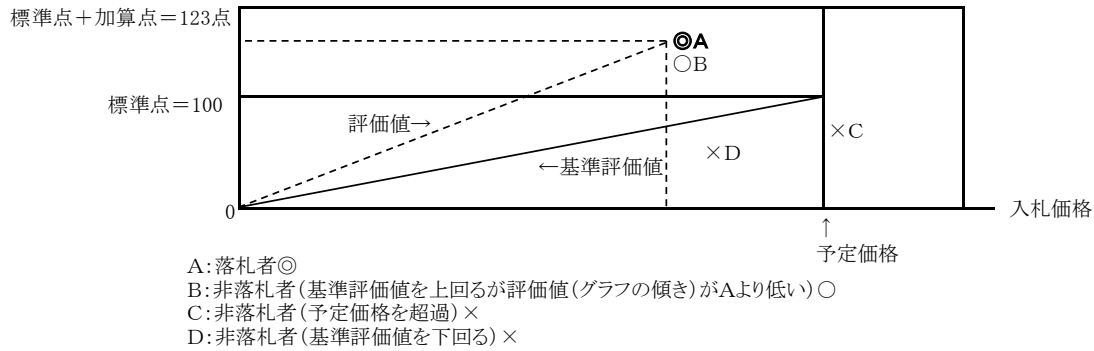 標準点＋加算点＝123点
◎A
○B
標準点＝100
評価値→
×C
×D
←基準評価値
0
入札価格
↑
予定価格
A：落札者◎
B：非落札者（基準評価値を上回るが評価値（グラフの傾き）がAより低い）○
C：非落札者（予定価格を超過）×
D：非落札者（基準評価値を下回る）×